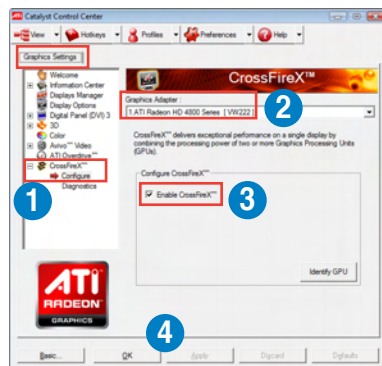 Catalyst Control Center
View
Hotkeys
Profiles
Preferences
Help
Graphics Settings
Welcome
Information Center
Displays Manager
Display Options
Digital Panel (DVI) 3
3D
Color
Avivo™ Video
ATI Overdrive™
CrossFireX™
Configure
Diagnostics
1
CrossFireX™
Graphics Adapter :
1.ATI Radeon HD 4800 Series [ VW222 ]
2
CrossFireX™ delivers exceptional performance on a single display by
combining the processing power of two or more Graphics Processing Units
(GPUs).
Configure CrossFireX™
Enable CrossFireX™
3
Identify GPU
ATI
RADEON
GRAPHICS
4
Basic...
OK
Apply
Discard
Defaults